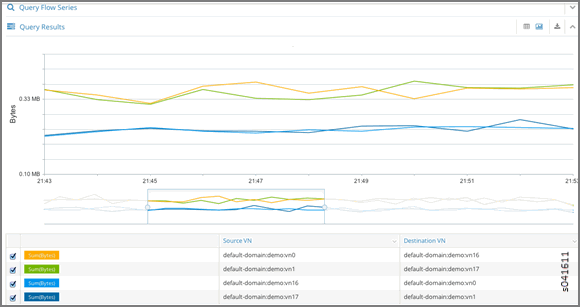 Query Flow Series
Query Results
Bytes
0.33 MB
0.10 MB
21:43 21:45 21:47 21:49 21:51 21:53
Source VN Destination VN
Sum(Bytes) default-domain:demo:vn0 default-domain:demo:vn16
Sum(Bytes) default-domain:demo:vn1 default-domain:demo:vn17
Sum(Bytes) default-domain:demo:vn16 default-domain:demo:vn0
Sum(Bytes) default-domain:demo:vn17 default-domain:demo:vn1
s041611